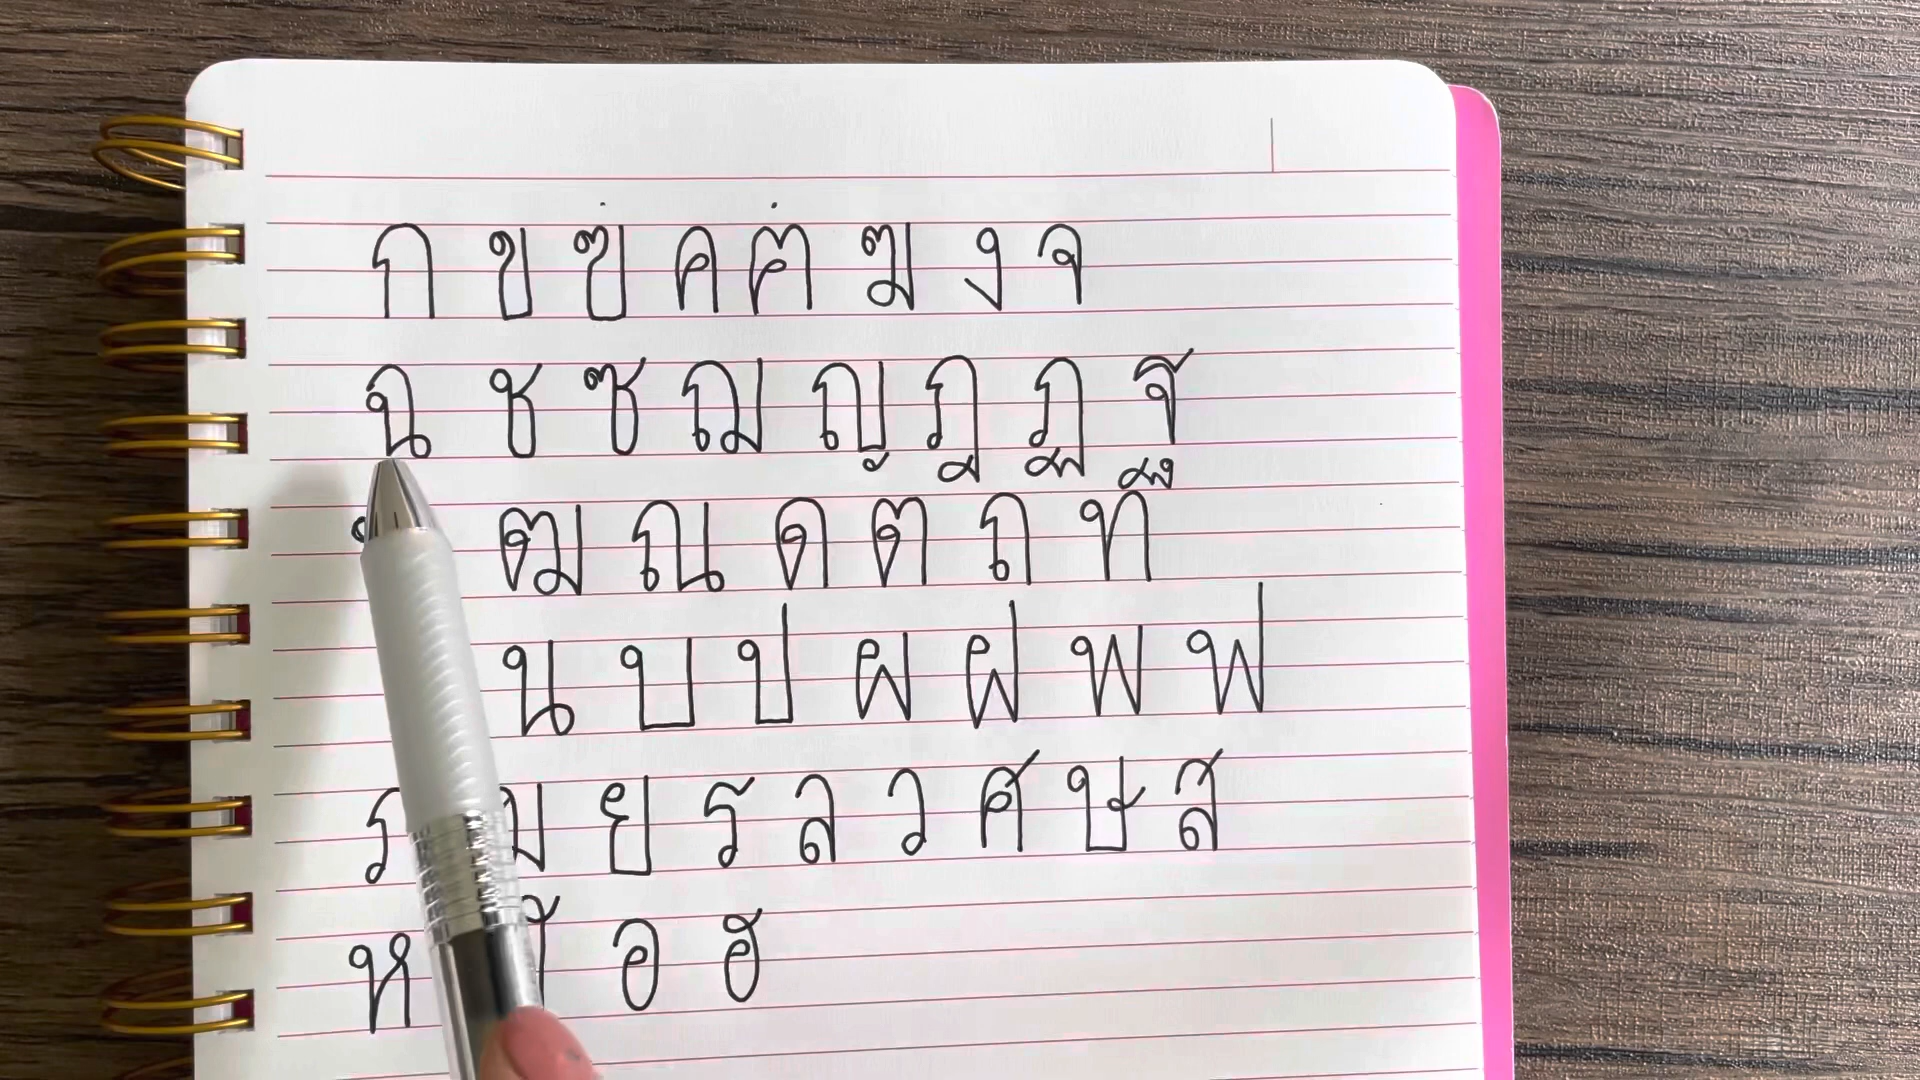 ก ข ฃ ค ฅ ฆ ง จ
ฉ ช ซ ฌ ญ ฎ ฏ ฐ
ฒ ณ ด ต ถ ท
น บ ป ผ ฝ พ ฟ
ภ ม ย ร ล ว ศ ษ ส
ห อ ฮ